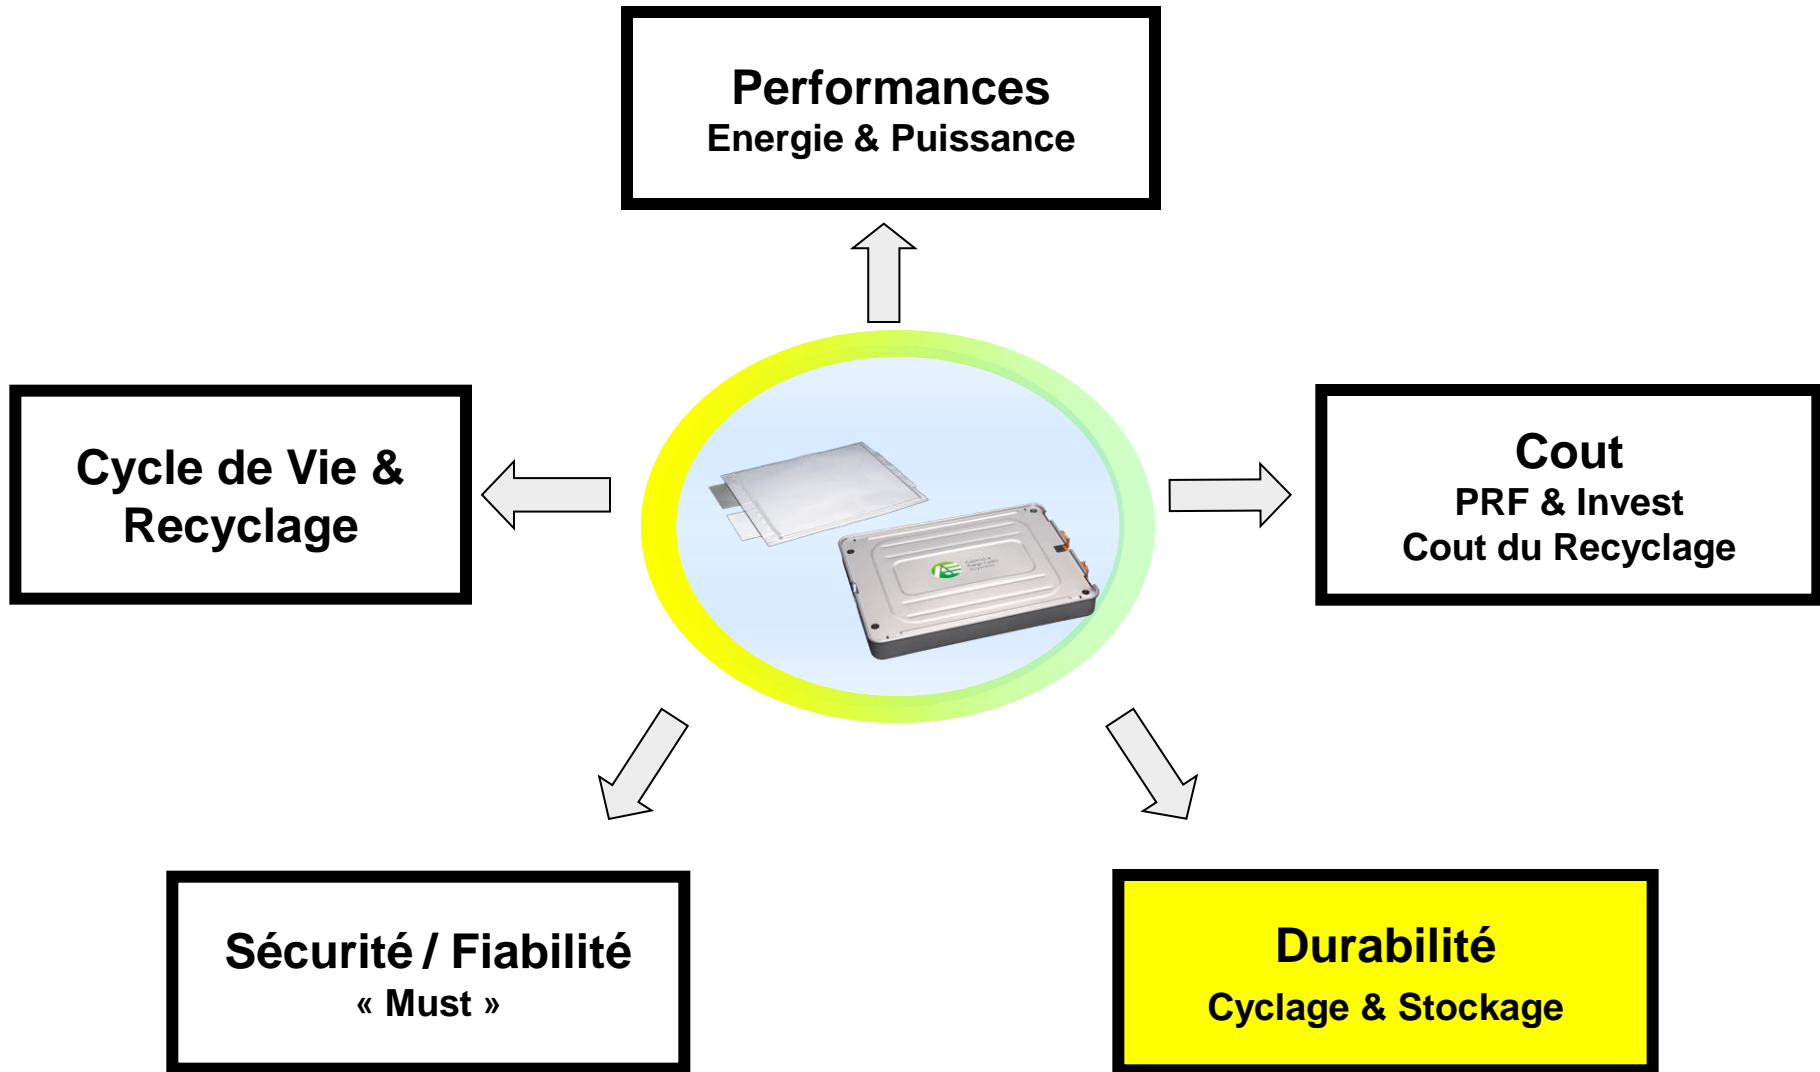 Performances
Energie & Puissance
Cycle de Vie &
Recyclage
Cout
PRF & Invest
Cout du Recyclage
Sécurité / Fiabilité
« Must »
Durabilité
Cyclage & Stockage